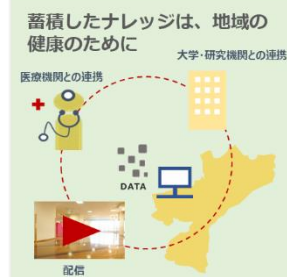 蓄積したナレッジは、地域の
健康のために
大学・研究機関との連携
医療機関との連携
DATA
配信